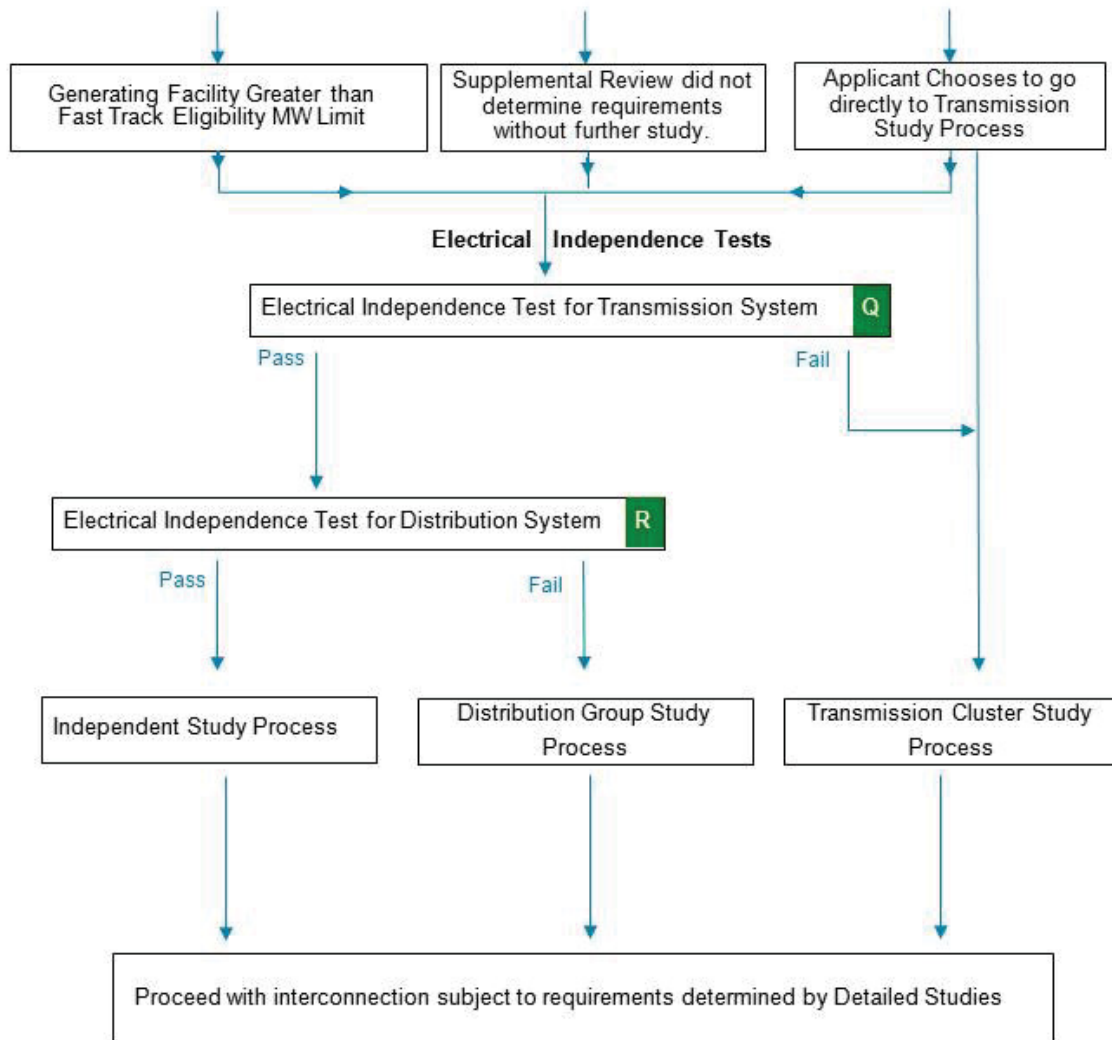 Generating Facility Greater than
Fast Track Eligibility MW Limit
Supplemental Review did not
determine requirements
without further study.
Applicant Chooses to go
directly to Transmission
Study Process
Electrical Independence Tests
Electrical Independence Test for Transmission System Q
Pass
Fail
Electrical Independence Test for Distribution System R
Pass
Fail
Independent Study Process
Distribution Group Study
Process
Transmission Cluster Study
Process
Proceed with interconnection subject to requirements determined by Detailed Studies